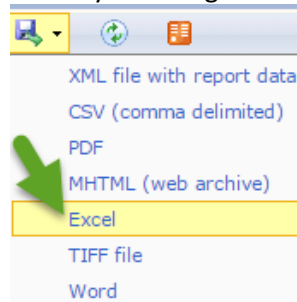 XML file with report data
CSV (comma delimited)
PDF
MHTML (web archive)
Excel
TIFF file
Word